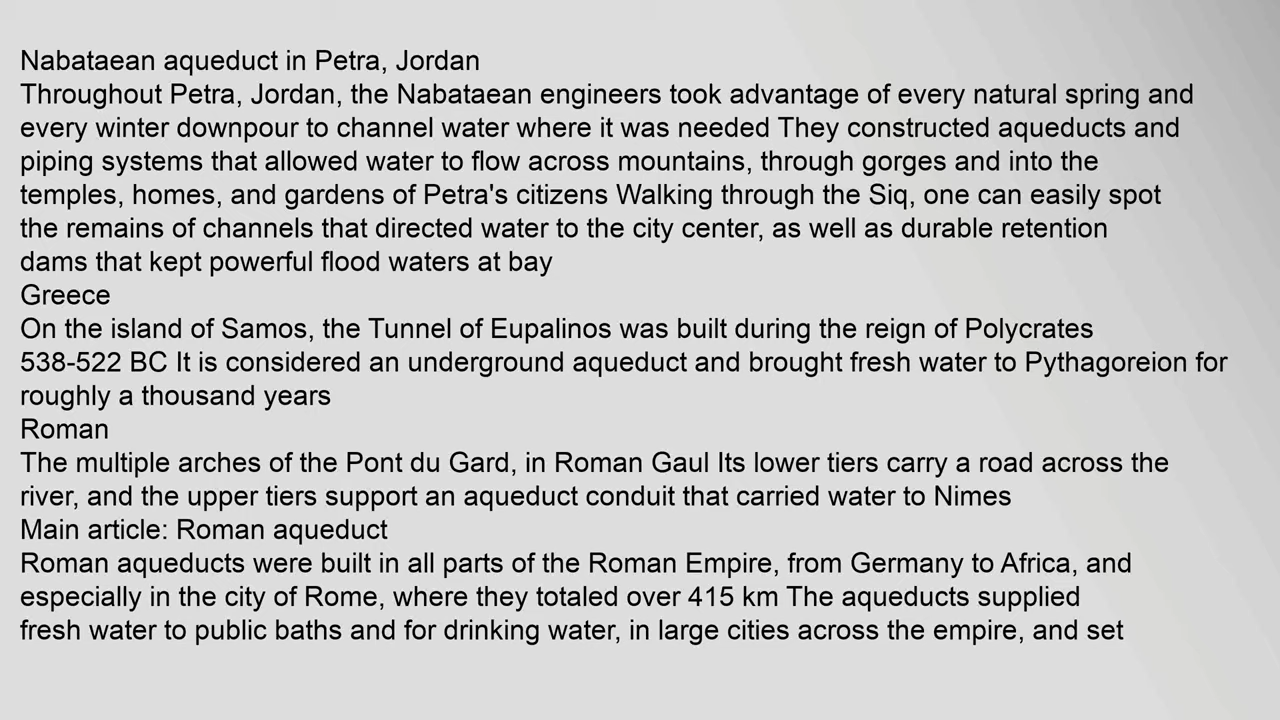 Nabataean aqueduct in Petra, Jordan
Throughout Petra, Jordan, the Nabataean engineers took advantage of every natural spring and
every winter downpour to channel water where it was needed They constructed aqueducts and
piping systems that allowed water to flow across mountains, through gorges and into the
temples, homes, and gardens of Petra's citizens Walking through the Siq, one can easily spot
the remains of channels that directed water to the city center, as well as durable retention
dams that kept powerful flood waters at bay
Greece
On the island of Samos, the Tunnel of Eupalinos was built during the reign of Polycrates
538-522 BC It is considered an underground aqueduct and brought fresh water to Pythagoreion for
roughly a thousand years
Roman
The multiple arches of the Pont du Gard, in Roman Gaul Its lower tiers carry a road across the
river, and the upper tiers support an aqueduct conduit that carried water to Nimes
Main article: Roman aqueduct
Roman aqueducts were built in all parts of the Roman Empire, from Germany to Africa, and
especially in the city of Rome, where they totaled over 415 km The aqueducts supplied
fresh water to public baths and for drinking water, in large cities across the empire, and set